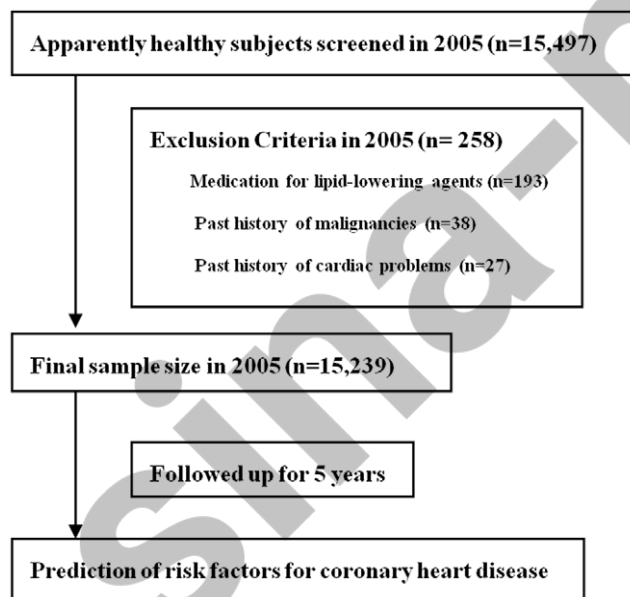 Apparently healthy subjects screened in 2005 (n=15,497)
Exclusion Criteria in 2005 (n= 258)
Medication for lipid-lowering agents (n=193)
Past history of malignancies (n=38)
Past history of cardiac problems (n=27)
Final sample size in 2005 (n=15,239)
Followed up for 5 years
Prediction of risk factors for coronary heart disease
sina-